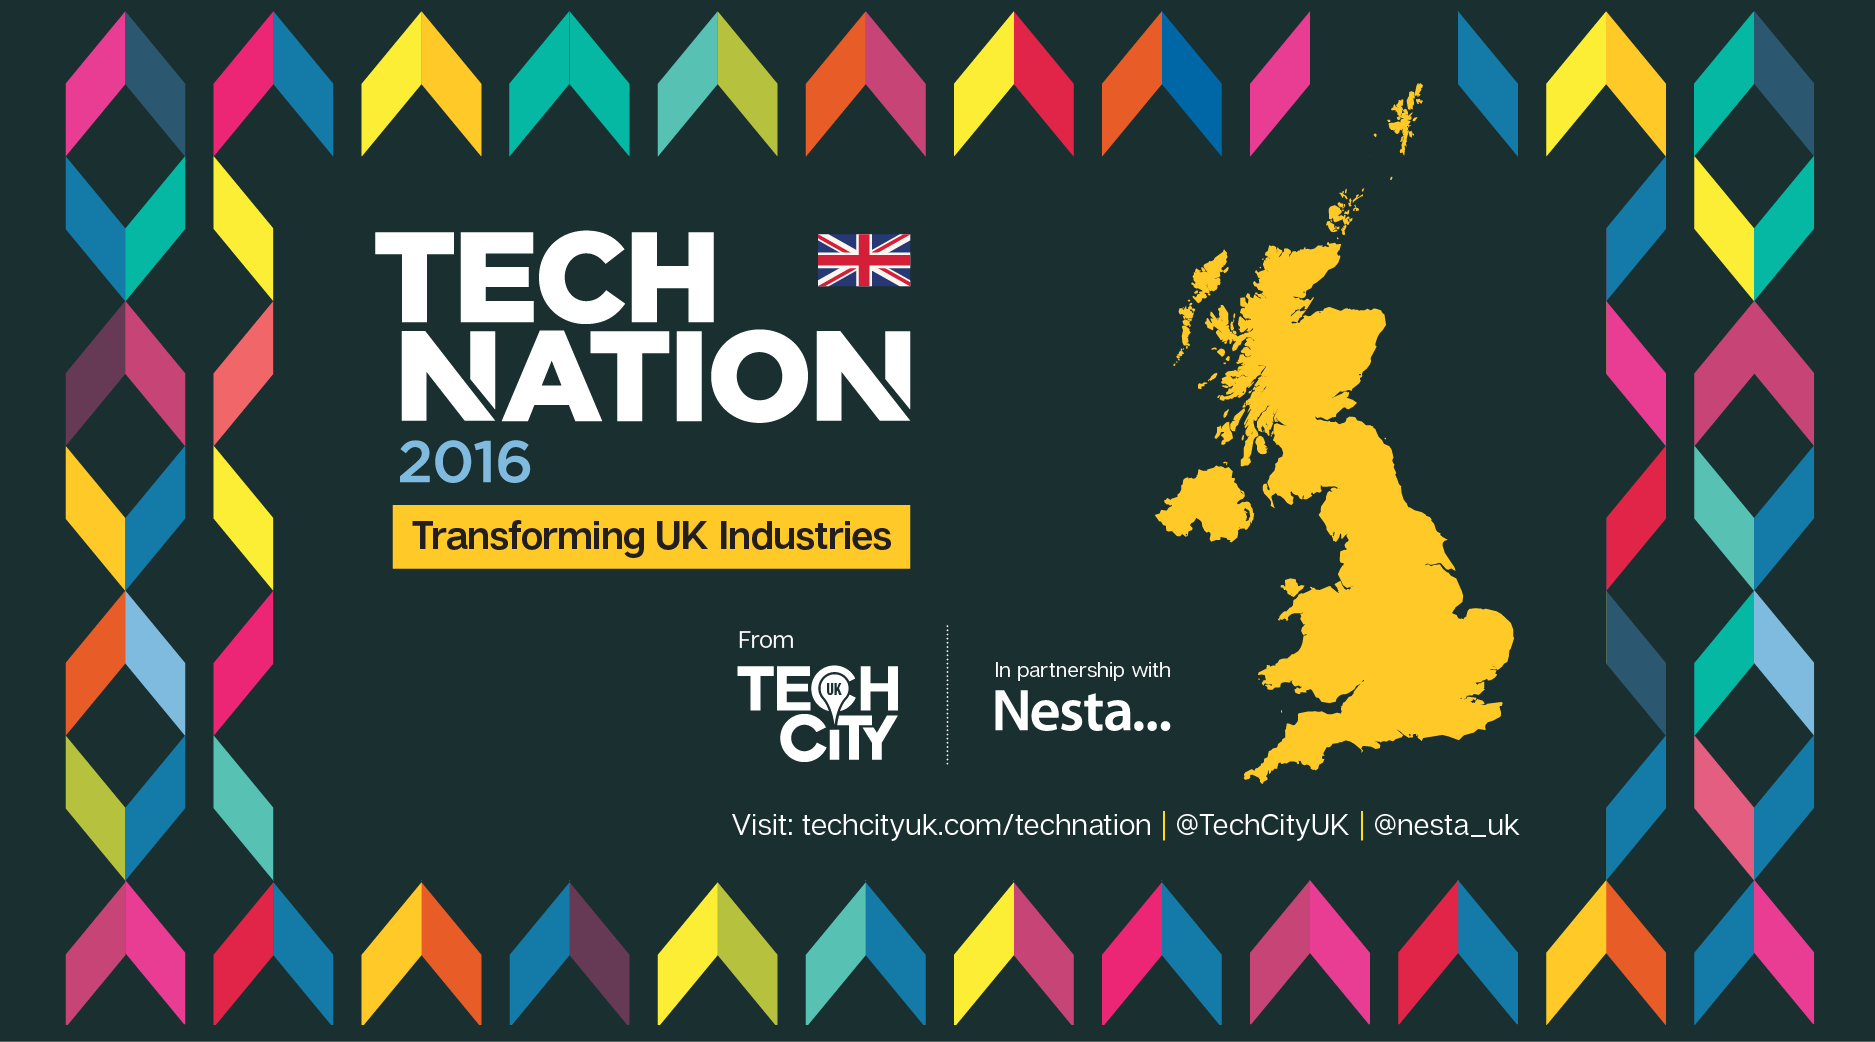 TECH
NATION
2016
Transforming UK Industries
From
TECH
UK
CITY
In partnership with
Nesta...
Visit: techcityuk.com/technation | @TechCityUK | @nesta_uk